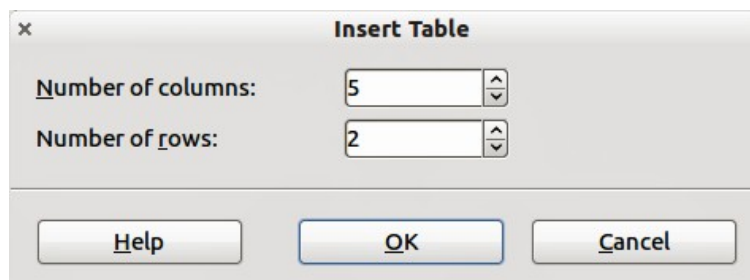 Insert Table
Number of columns: 5
Number of rows: 2
Help OK Cancel